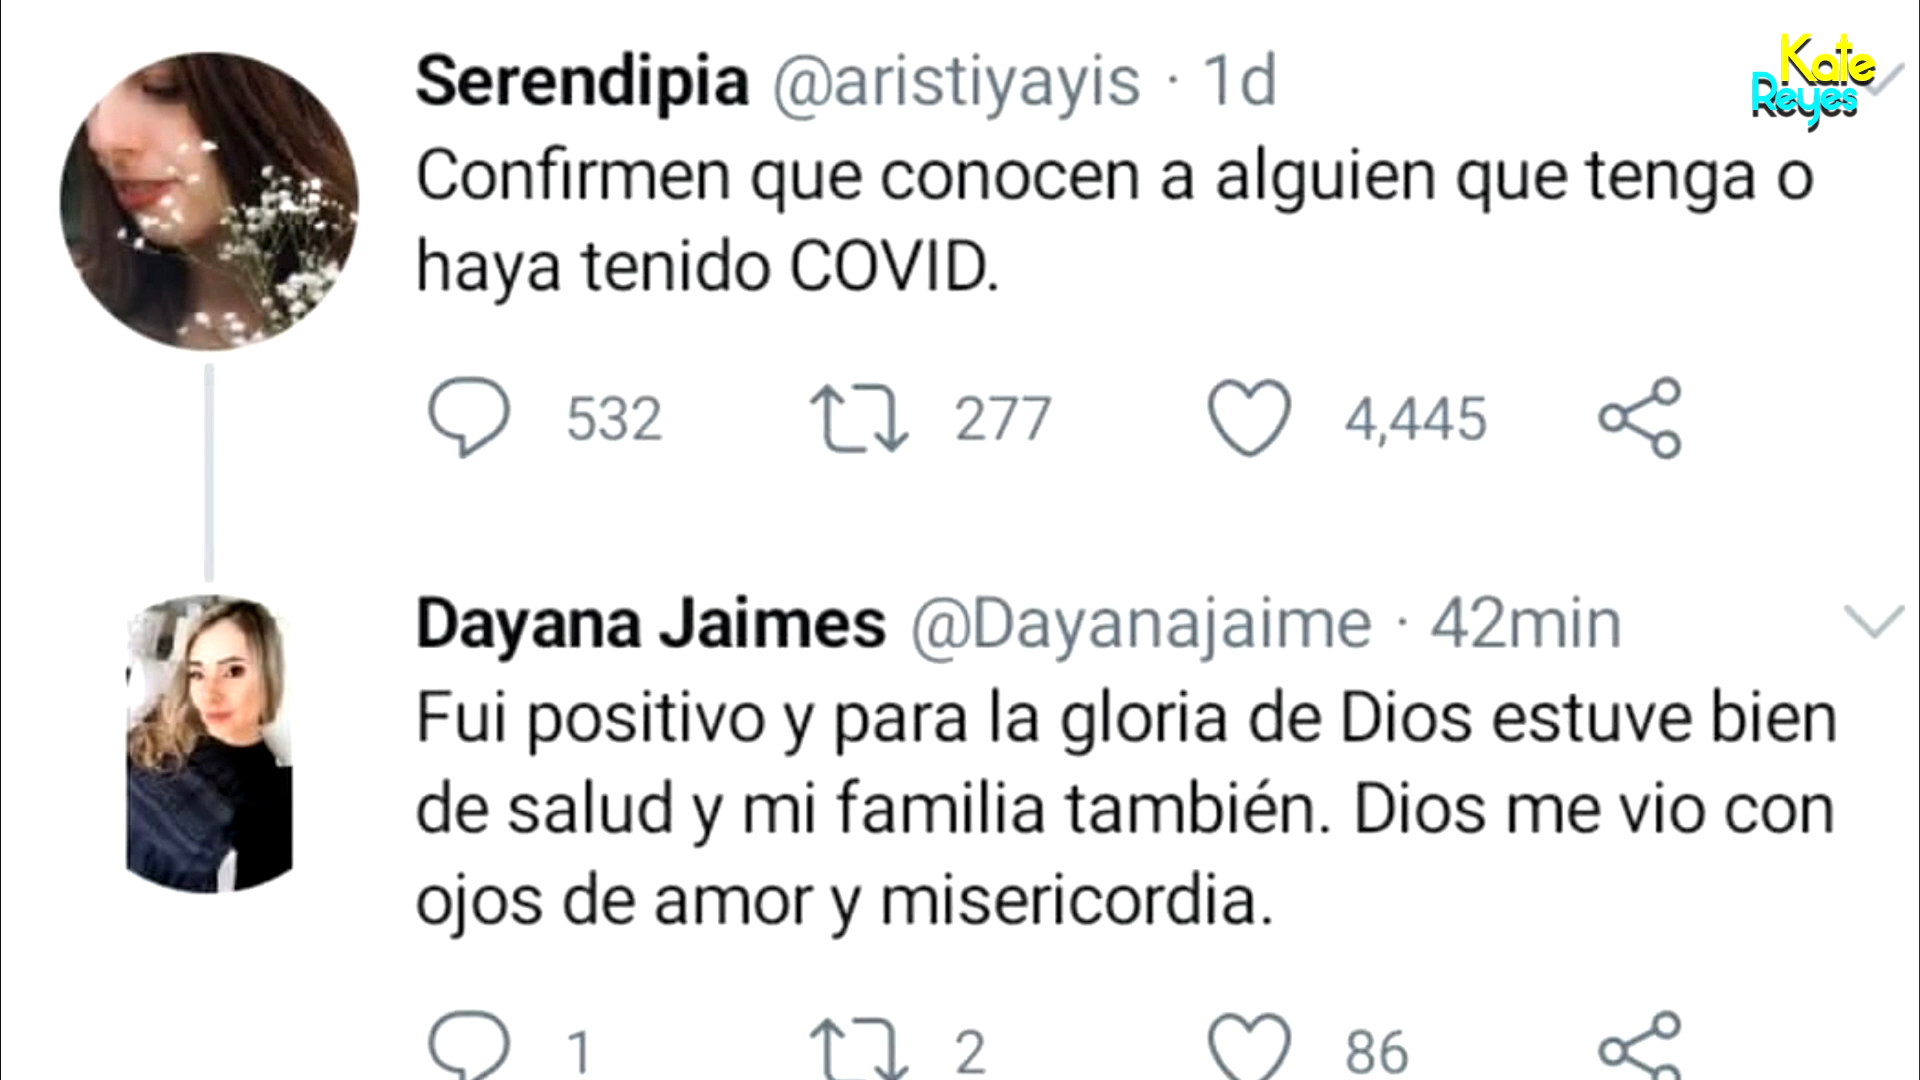 Kate
Reyes
Serendipia @aristiyayis · 1d
Confirmen que conocen a alguien que tenga o
haya tenido COVID.
532 277 4,445
Dayana Jaimes @Dayanajaime · 42min
Fui positivo y para la gloria de Dios estuve bien
de salud y mi familia también. Dios me vio con
ojos de amor y misericordia.
1 2 86